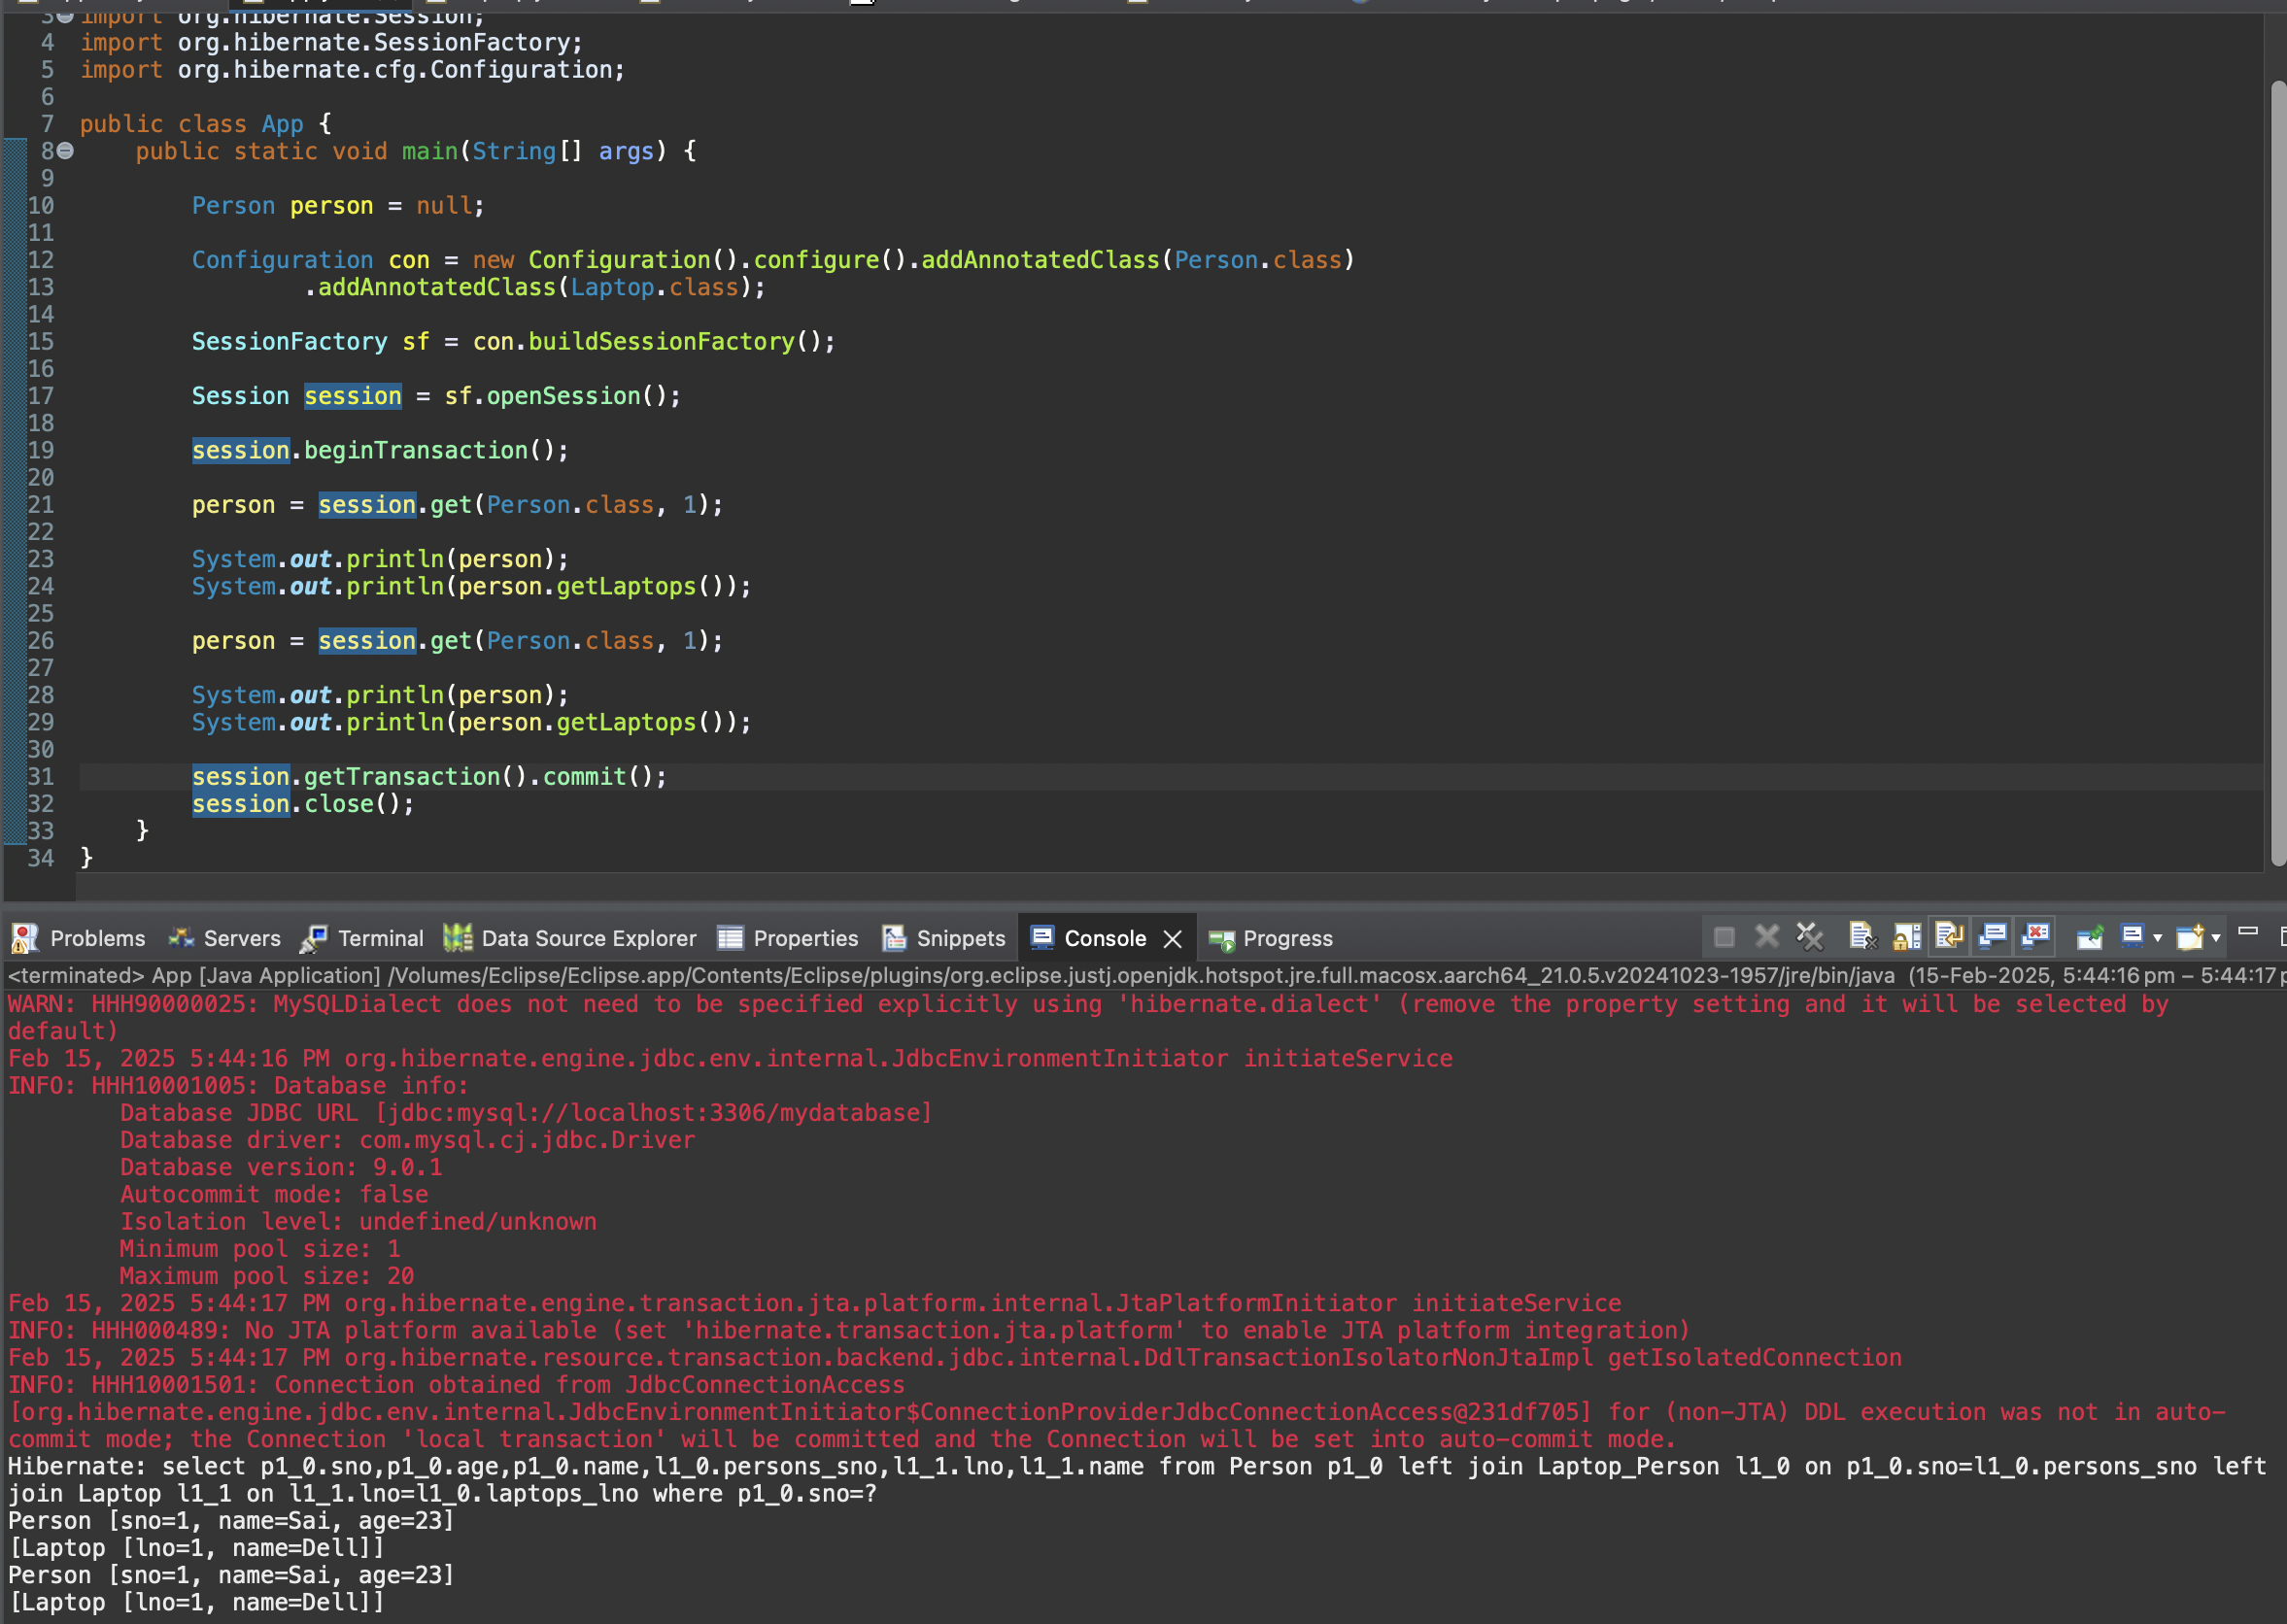 3 import org.hibernate.Session;
4 import org.hibernate.SessionFactory;
5 import org.hibernate.cfg.Configuration;
6
7 public class App {
8 public static void main(String[] args) {
9
10 Person person = null;
11
12 Configuration con = new Configuration().configure().addAnnotatedClass(Person.class)
13 .addAnnotatedClass(Laptop.class);
14
15 SessionFactory sf = con.buildSessionFactory();
16
17 Session session = sf.openSession();
18
19 session.beginTransaction();
20
21 person = session.get(Person.class, 1);
22
23 System.out.println(person);
24 System.out.println(person.getLaptops());
25
26 person = session.get(Person.class, 1);
27
28 System.out.println(person);
29 System.out.println(person.getLaptops());
30
31 session.getTransaction().commit();
32 session.close();
33 }
34 }
Problems Servers Terminal Data Source Explorer Properties Snippets Console Progress
<terminated> App [Java Application] /Volumes/Eclipse/Eclipse.app/Contents/Eclipse/plugins/org.eclipse.justj.openjdk.hotspot.jre.full.macosx.aarch64_21.0.5.v20241023-1957/jre/bin/java (15-Feb-2025, 5:44:16 pm – 5:44:17 p
WARN: HHH90000025: MySQLDialect does not need to be specified explicitly using 'hibernate.dialect' (remove the property setting and it will be selected by
default)
Feb 15, 2025 5:44:16 PM org.hibernate.engine.jdbc.env.internal.JdbcEnvironmentInitiator initiateService
INFO: HHH10001005: Database info:
Database JDBC URL [jdbc:mysql://localhost:3306/mydatabase]
Database driver: com.mysql.cj.jdbc.Driver
Database version: 9.0.1
Autocommit mode: false
Isolation level: undefined/unknown
Minimum pool size: 1
Maximum pool size: 20
Feb 15, 2025 5:44:17 PM org.hibernate.engine.transaction.jta.platform.internal.JtaPlatformInitiator initiateService
INFO: HHH000489: No JTA platform available (set 'hibernate.transaction.jta.platform' to enable JTA platform integration)
Feb 15, 2025 5:44:17 PM org.hibernate.resource.transaction.backend.jdbc.internal.DdlTransactionIsolatorNonJtaImpl getIsolatedConnection
INFO: HHH10001501: Connection obtained from JdbcConnectionAccess
[org.hibernate.engine.jdbc.env.internal.JdbcEnvironmentInitiator$ConnectionProviderJdbcConnectionAccess@231df705] for (non-JTA) DDL execution was not in auto-
commit mode; the Connection 'local transaction' will be committed and the Connection will be set into auto-commit mode.
Hibernate: select p1_0.sno,p1_0.age,p1_0.name,l1_0.persons_sno,l1_1.lno,l1_1.name from Person p1_0 left join Laptop_Person l1_0 on p1_0.sno=l1_0.persons_sno left
join Laptop l1_1 on l1_1.lno=l1_0.laptops_lno where p1_0.sno=?
Person [sno=1, name=Sai, age=23]
[Laptop [lno=1, name=Dell]]
Person [sno=1, name=Sai, age=23]
[Laptop [lno=1, name=Dell]]